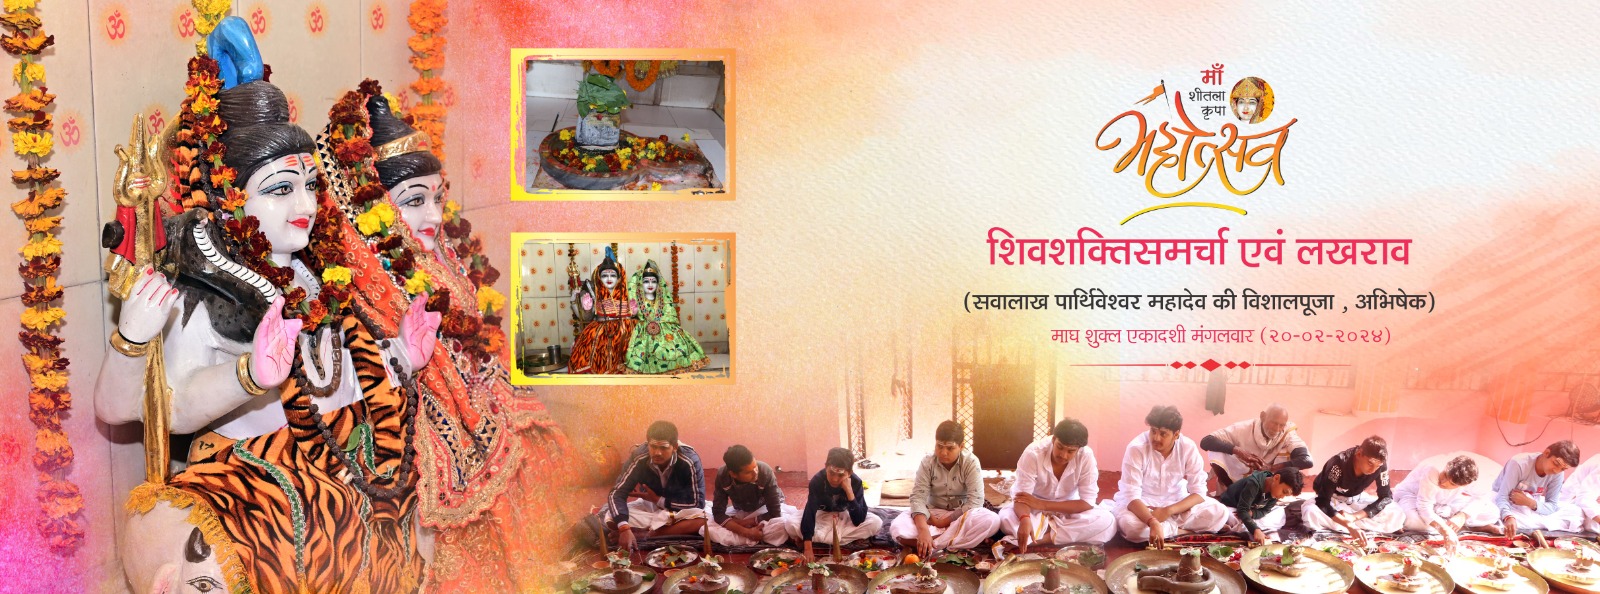 माँ
शीतला
कृपा
महोत्सव
शिवशक्तिसमर्चा एवं लखराव
(सवालाख पार्थिवेश्वर महादेव की विशालपूजा , अभिषेक)
माघ शुक्ल एकादशी मंगलवार (२०-०२-२०२४)